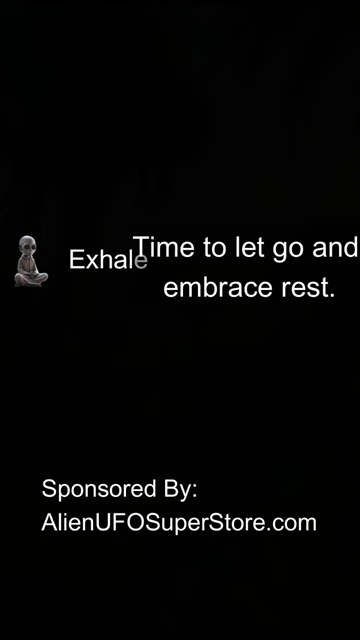 Exhale
Time to let go and
embrace rest.
Sponsored By:
AlienUFOSuperStore.com